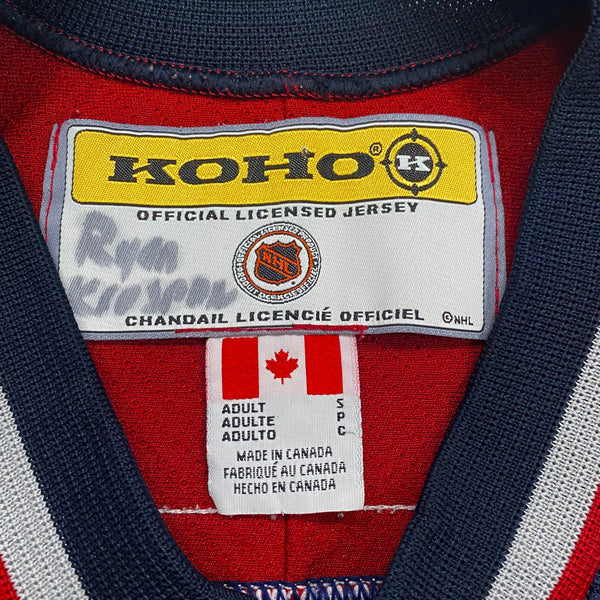 KOHO® K
OFFICIAL LICENSED JERSEY
Ryan
NHL
CHANDAIL LICENCIÉ OFFICIEL
©NHL
ADULT S
ADULTE P
ADULTO C
MADE IN CANADA
FABRIQUÉ AU CANADA
HECHO EN CANADA